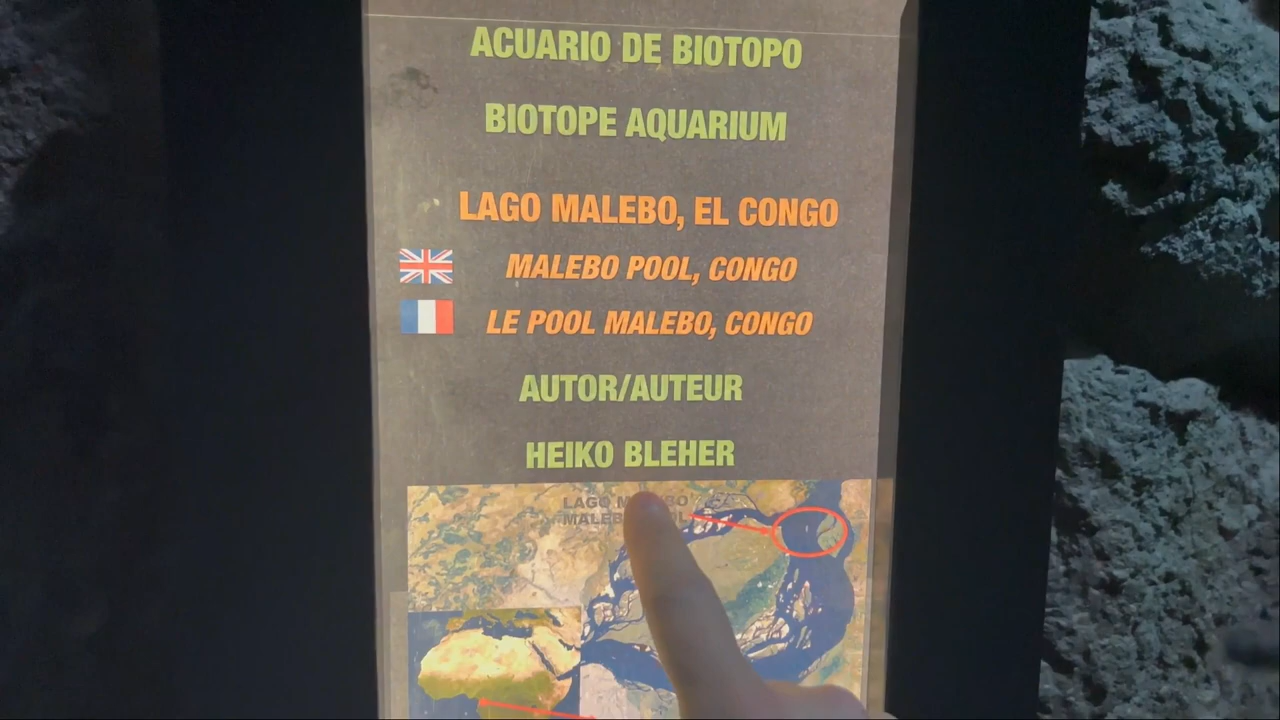 ACUARIO DE BIOTOPO
BIOTOPE AQUARIUM
LAGO MALEBO, EL CONGO
MALEBO POOL, CONGO
LE POOL MALEBO, CONGO
AUTOR/AUTEUR
HEIKO BLEHER
LAGO